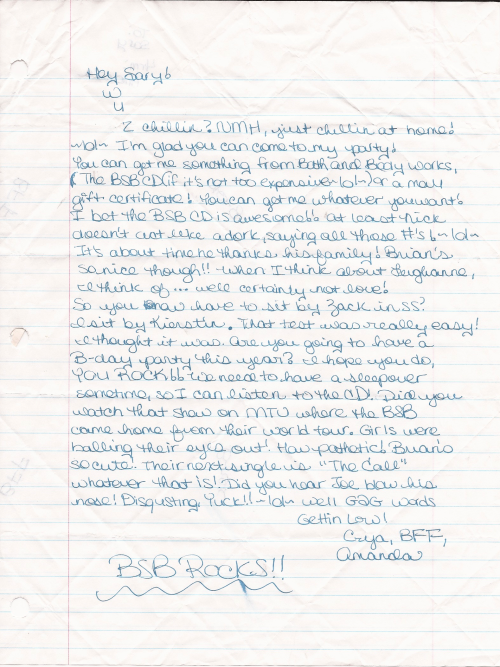 Hey Sary!
W
U
2 chillin? NMH, just chillin at home!
~lol~ I'm glad you can come to my party!
You can get me something from Bath and Body works,
(The BSB CD (if it's not too expensive ~lol~) or a mall
gift certificate! You can get me whatever you want!
I bet the BSB CD is awesome!! at least Nick
doesn't act like a dork, saying all those #'s! ~lol~
It's about time he thanks his family! Brian's
so nice though!! when I think about Leighanne,
I think of ... well certainly not love!
So you have to sit by Zack in SS?
I sit by Kierstin. That test was really easy!
I thought it was. Are you going to have a
B-day party this year? I hope you do,
YOU ROCK!! We need to have a sleepover
sometime, so I can listen to the CD! Did you
watch that show on MTV where the BSB
came home from their world tour. Girls were
balling their eyes out! How pathetic! Brian's
so cute. Their next single is "The Call"
whatever that is! Did you hear Joe blow his
nose! Disgusting, Yuck!! ~lol~ well G2G words
Gettin Low!
Crya, BFF,
Amanda
BSB ROCKS!!